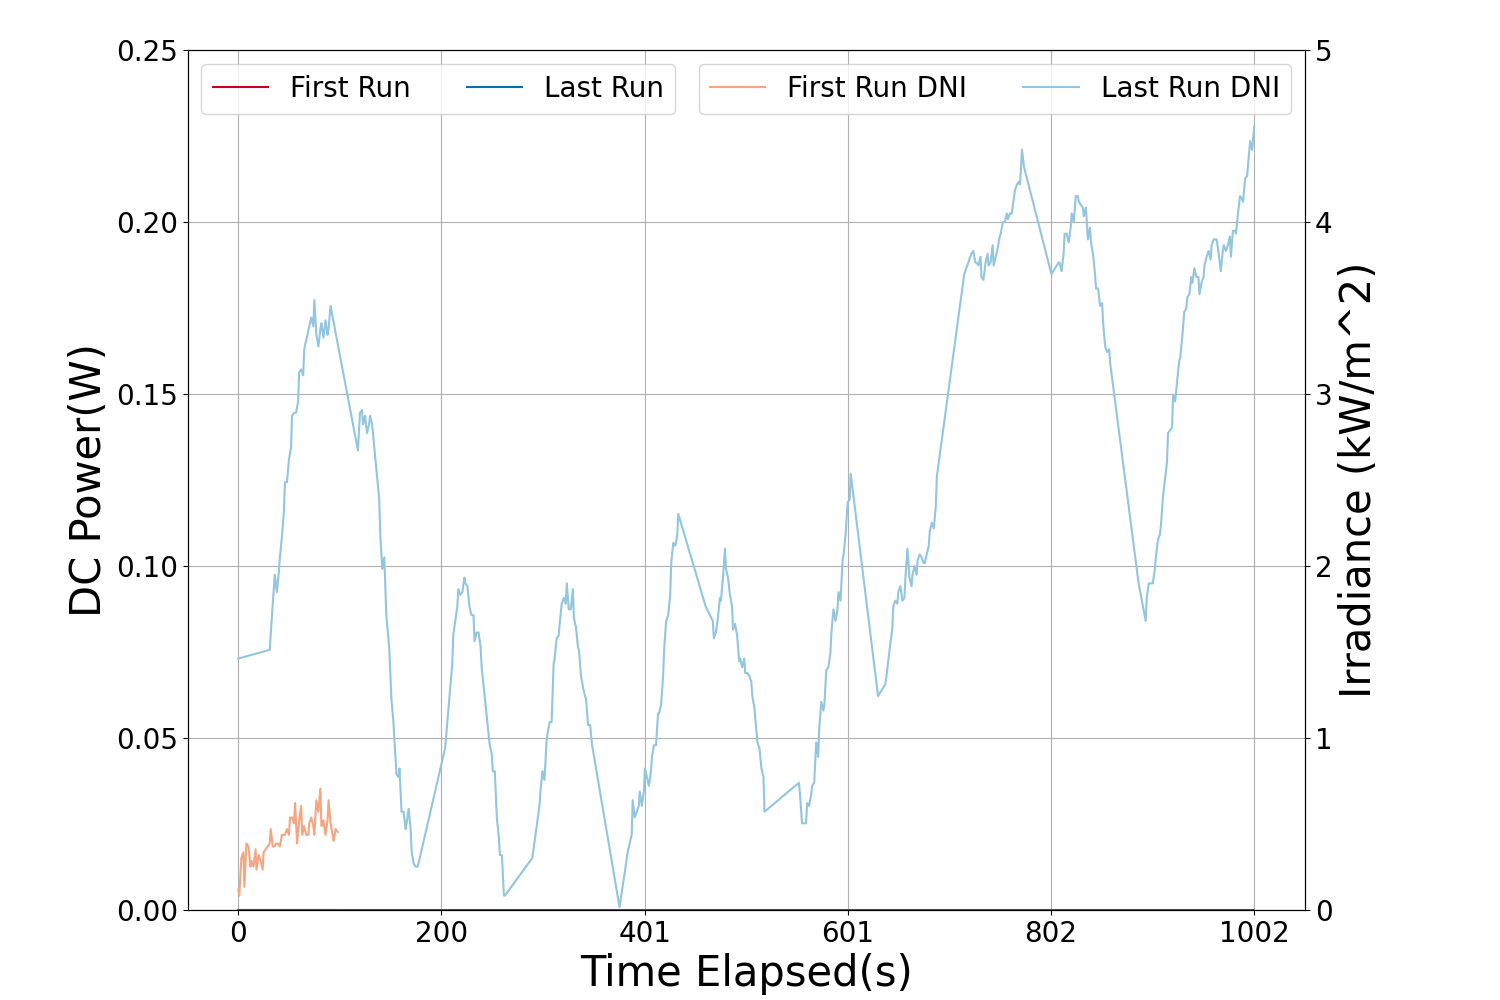 First Run
Last Run
First Run DNI
Last Run DNI
0.25
0.20
0.15
0.10
0.05
0.00
DC Power(W)
5
4
3
2
1
0
Irradiance (kW/m^2)
0 200 401 601 802 1002
Time Elapsed(s)